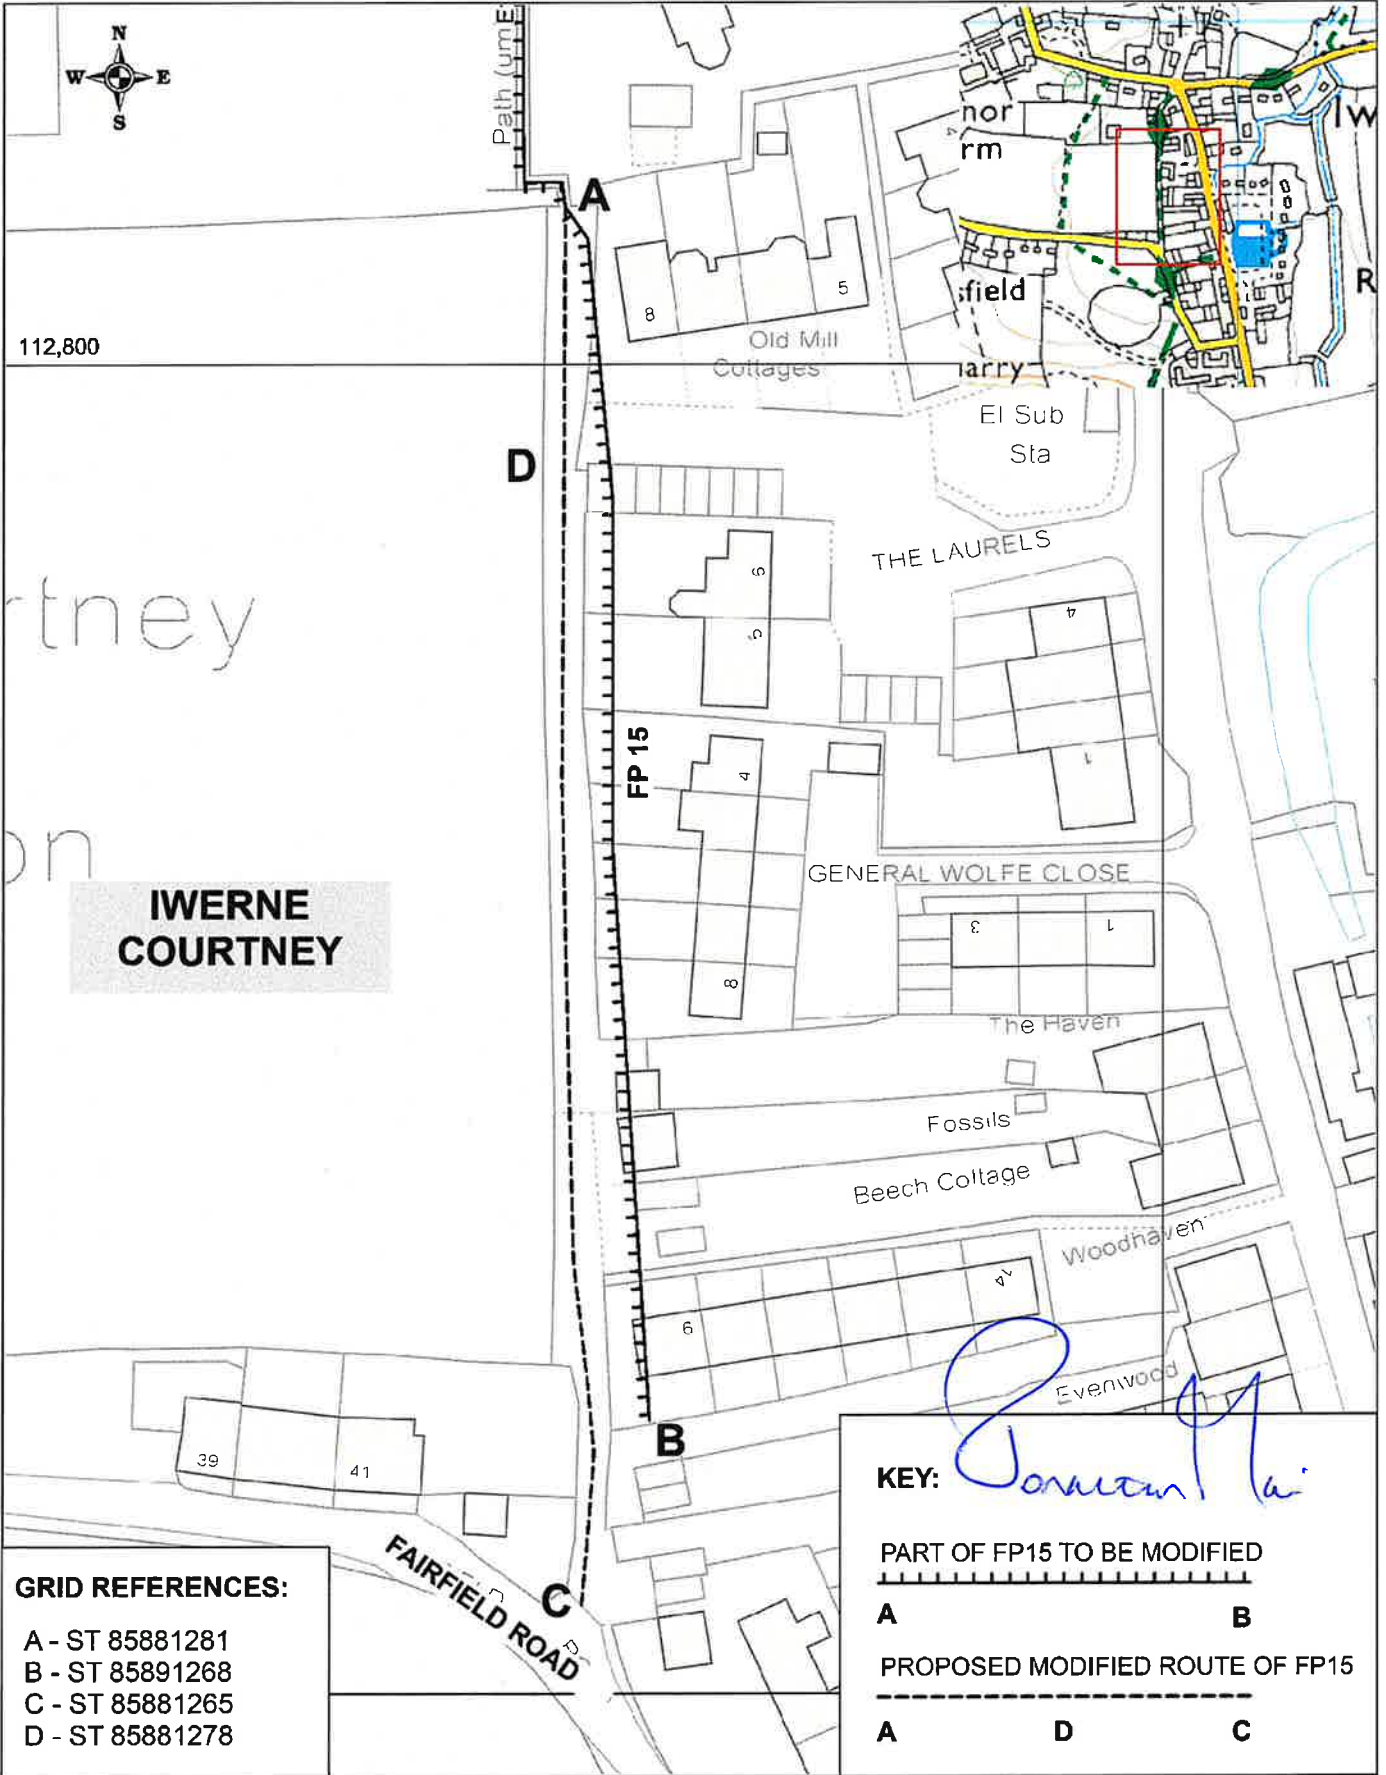 N
W E
S
Path (um
A
nor
rm
Iw
sfield
arry
R
8
5
Old Mill
Cottages
112,800
El Sub
Sta
D
THE LAURELS
6
5
4
1
rtney
FP 15
4
8
on
GENERAL WOLFE CLOSE
3
1
IWERNE
COURTNEY
The Haven
Fossils
Beech Cottage
Woodhaven
14
6
Evenwood
B
39
41
FAIRFIELD ROAD
C
GRID REFERENCES:
A - ST 85881281
B - ST 85891268
C - ST 85881265
D - ST 85881278
KEY:
PART OF FP15 TO BE MODIFIED
A B
PROPOSED MODIFIED ROUTE OF FP15
A D C